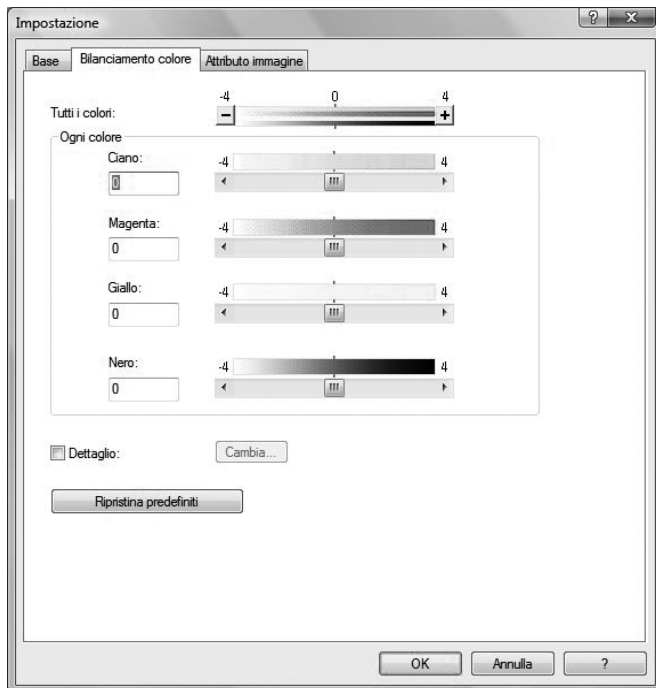 Impostazione
Base Bilanciamento colore Attributo immagine
-4 0 4
Tutti i colori:
Ogni colore
Ciano: -4 4
0
Magenta: -4 4
0
Giallo: -4 4
0
Nero: -4 4
0
Dettaglio: Cambia...
Ripristina predefiniti
OK Annulla ?